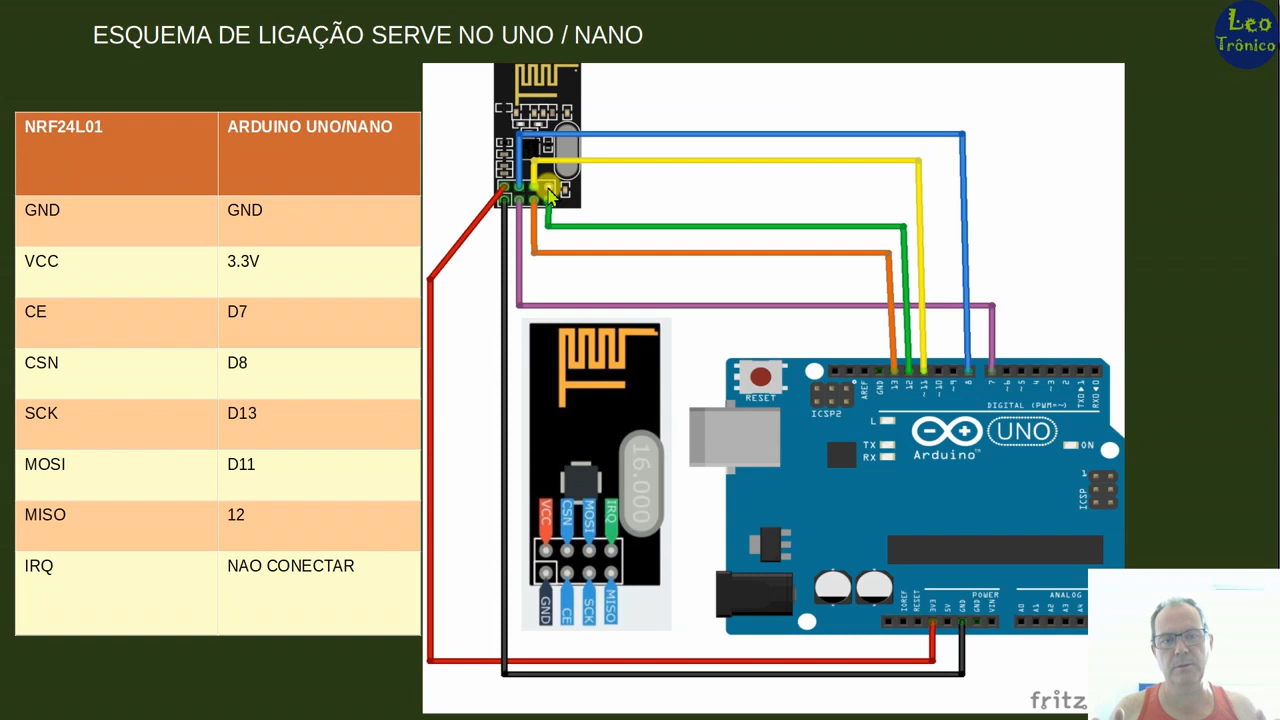 ESQUEMA DE LIGAÇÃO SERVE NO UNO / NANO
Leo
Trônico
NRF24L01 ARDUINO UNO/NANO
GND GND
VCC 3.3V
CE D7
CSN D8
SCK D13
MOSI D11
MISO 12
IRQ NAO CONECTAR
16.000
VCC CSN MOSI IRQ
GND CE SCK MISO
RESET
ICSP2
AREF GND 13 12 ~11 ~10 ~9 8 7 ~6 ~5 4 ~3 2 TXD▶1 RXD◀0
DIGITAL (PWM=~)
L
TX
RX
UNO
Arduino™
ON
1
ICSP
POWER ANALOG
IOREF RESET 3V3 5V GND GND VIN A0 A1 A2 A3 A4
fritz